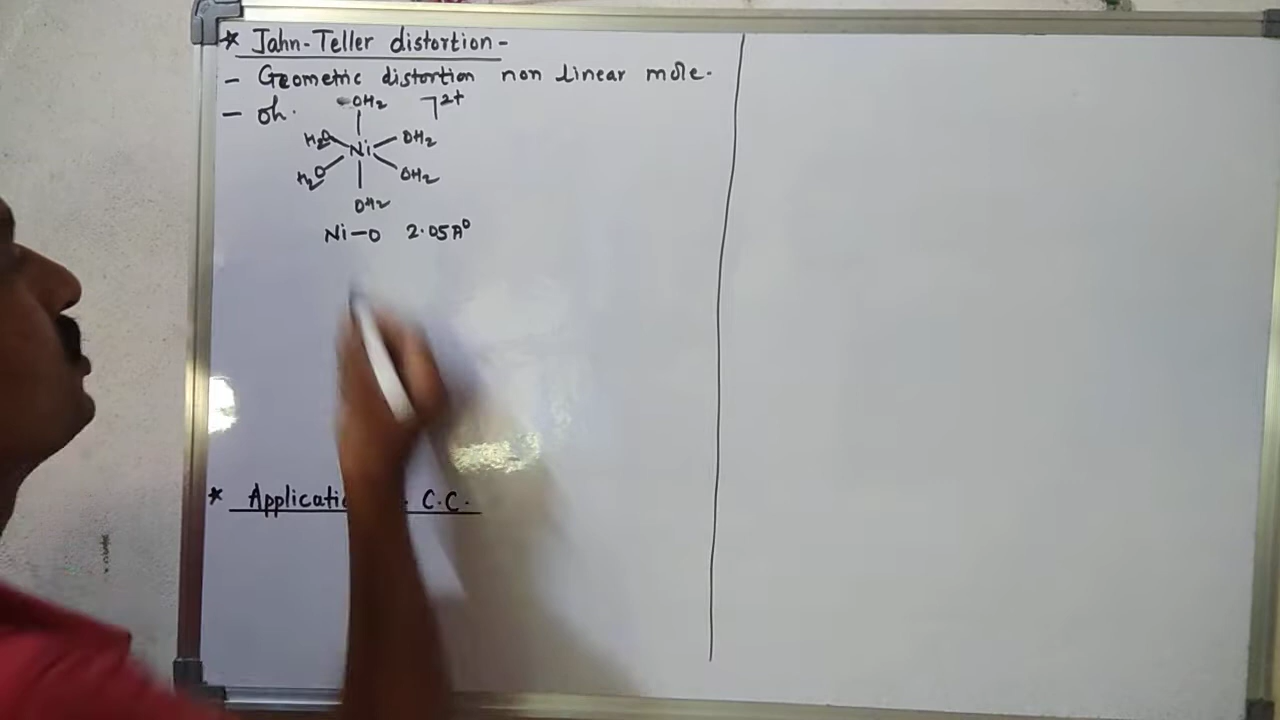 * Jahn-Teller distortion-
- Geometric distortion non linear mole.
- Oh. OH2 ]2+
H2O OH2
Ni
H2O OH2
OH2
Ni-O 2.05A°
* C.C.